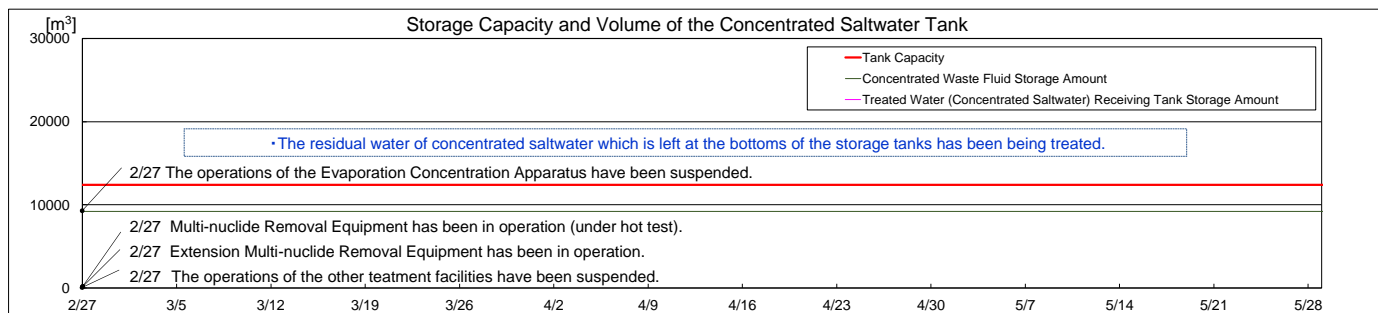 [m³]
Storage Capacity and Volume of the Concentrated Saltwater Tank
30000
Tank Capacity
Concentrated Waste Fluid Storage Amount
Treated Water (Concentrated Saltwater) Receiving Tank Storage Amount
20000
・The residual water of concentrated saltwater which is left at the bottoms of the storage tanks has been being treated.
2/27 The operations of the Evaporation Concentration Apparatus have been suspended.
10000
2/27 Multi-nuclide Removal Equipment has been in operation (under hot test).
2/27 Extension Multi-nuclide Removal Equipment has been in operation.
2/27 The operations of the other teatment facilities have been suspended.
0
2/27 3/5 3/12 3/19 3/26 4/2 4/9 4/16 4/23 4/30 5/7 5/14 5/21 5/28